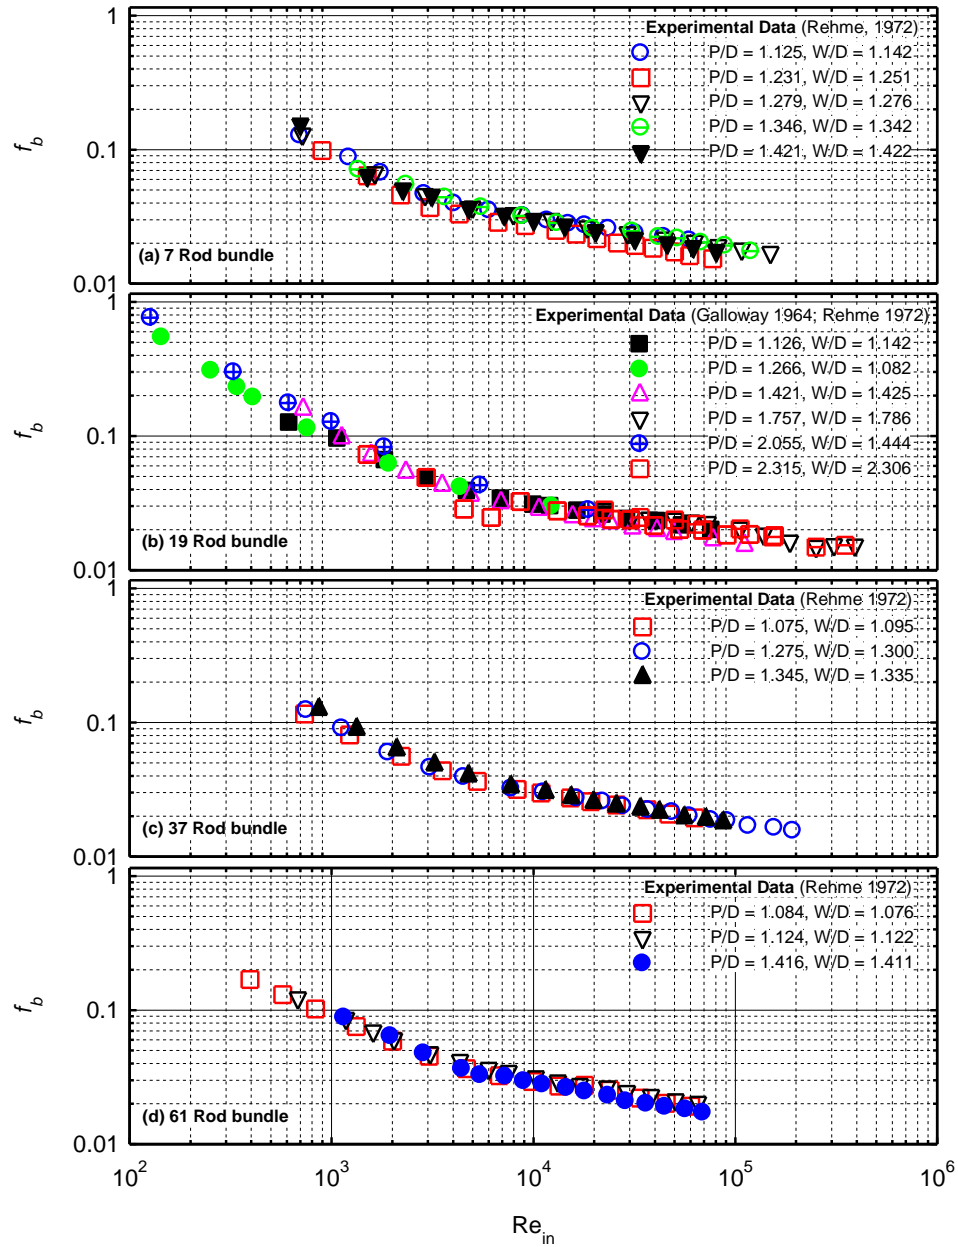 1
Experimental Data (Rehme, 1972)
P/D = 1.125, W/D = 1.142
P/D = 1.231, W/D = 1.251
P/D = 1.279, W/D = 1.276
P/D = 1.346, W/D = 1.342
P/D = 1.421, W/D = 1.422
f_b
0.1
(a) 7 Rod bundle
0.01
1
Experimental Data (Galloway 1964; Rehme 1972)
P/D = 1.126, W/D = 1.142
P/D = 1.266, W/D = 1.082
P/D = 1.421, W/D = 1.425
P/D = 1.757, W/D = 1.786
P/D = 2.055, W/D = 1.444
P/D = 2.315, W/D = 2.306
f_b
0.1
(b) 19 Rod bundle
0.01
1
Experimental Data (Rehme 1972)
P/D = 1.075, W/D = 1.095
P/D = 1.275, W/D = 1.300
P/D = 1.345, W/D = 1.335
f_b
0.1
(c) 37 Rod bundle
0.01
1
Experimental Data (Rehme 1972)
P/D = 1.084, W/D = 1.076
P/D = 1.124, W/D = 1.122
P/D = 1.416, W/D = 1.411
f_b
0.1
(d) 61 Rod bundle
0.01
10^2 10^3 10^4 10^5 10^6
Re_in